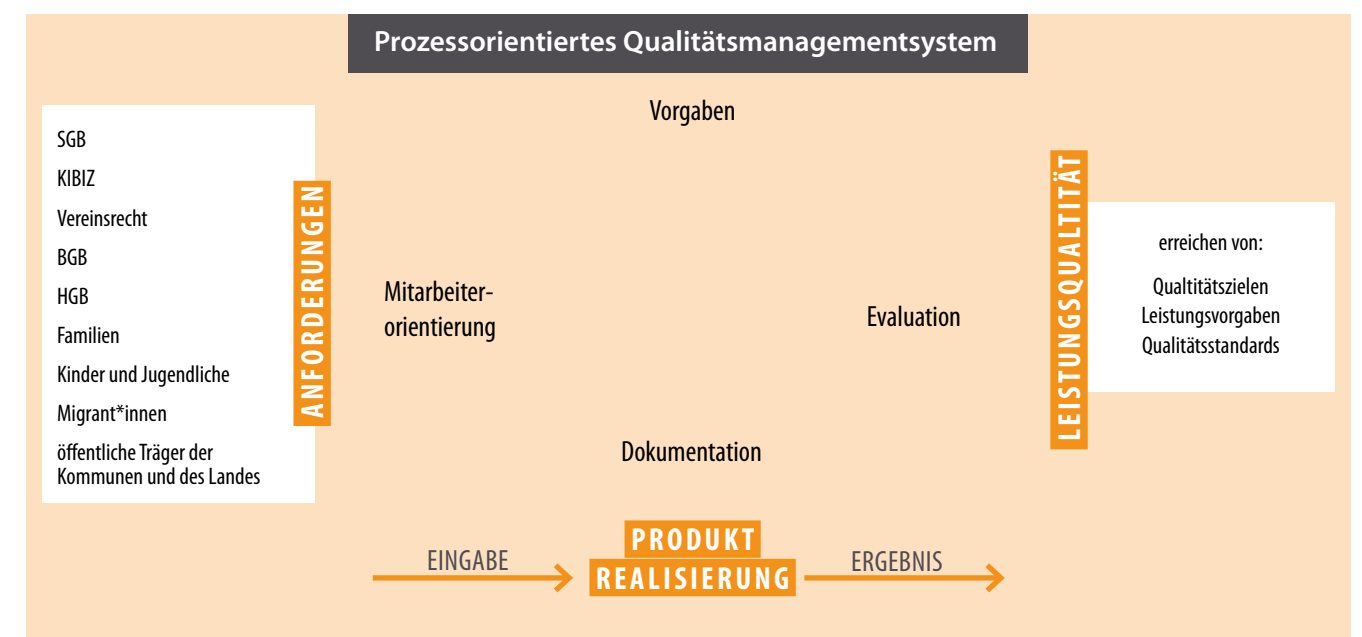 Prozessorientiertes Qualitätsmanagementsystem
SGB
KIBIZ
Vereinsrecht
BGB
HGB
Familien
Kinder und Jugendliche
Migrant*innen
öffentliche Träger der
Kommunen und des Landes
ANFORDERUNGEN
Vorgaben
Mitarbeiter-
orientierung
Evaluation
Dokumentation
LEISTUNGSQUALTITÄT
erreichen von:
Qualtitätszielen
Leistungsvorgaben
Qualitätsstandards
EINGABE
PRODUKT
REALISIERUNG
ERGEBNIS